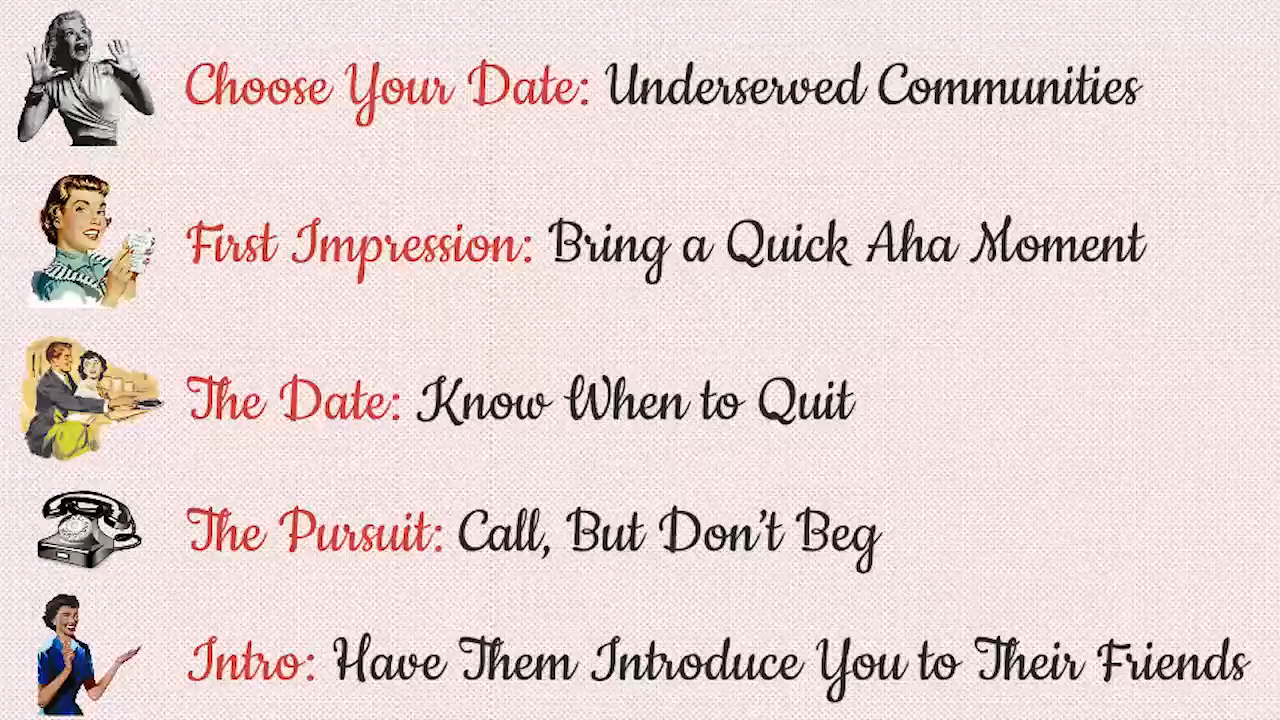 Choose Your Date: Underserved Communities
First Impression: Bring a Quick Aha Moment
The Date: Know When to Quit
The Pursuit: Call, But Don't Beg
Intro: Have Them Introduce You to Their Friends